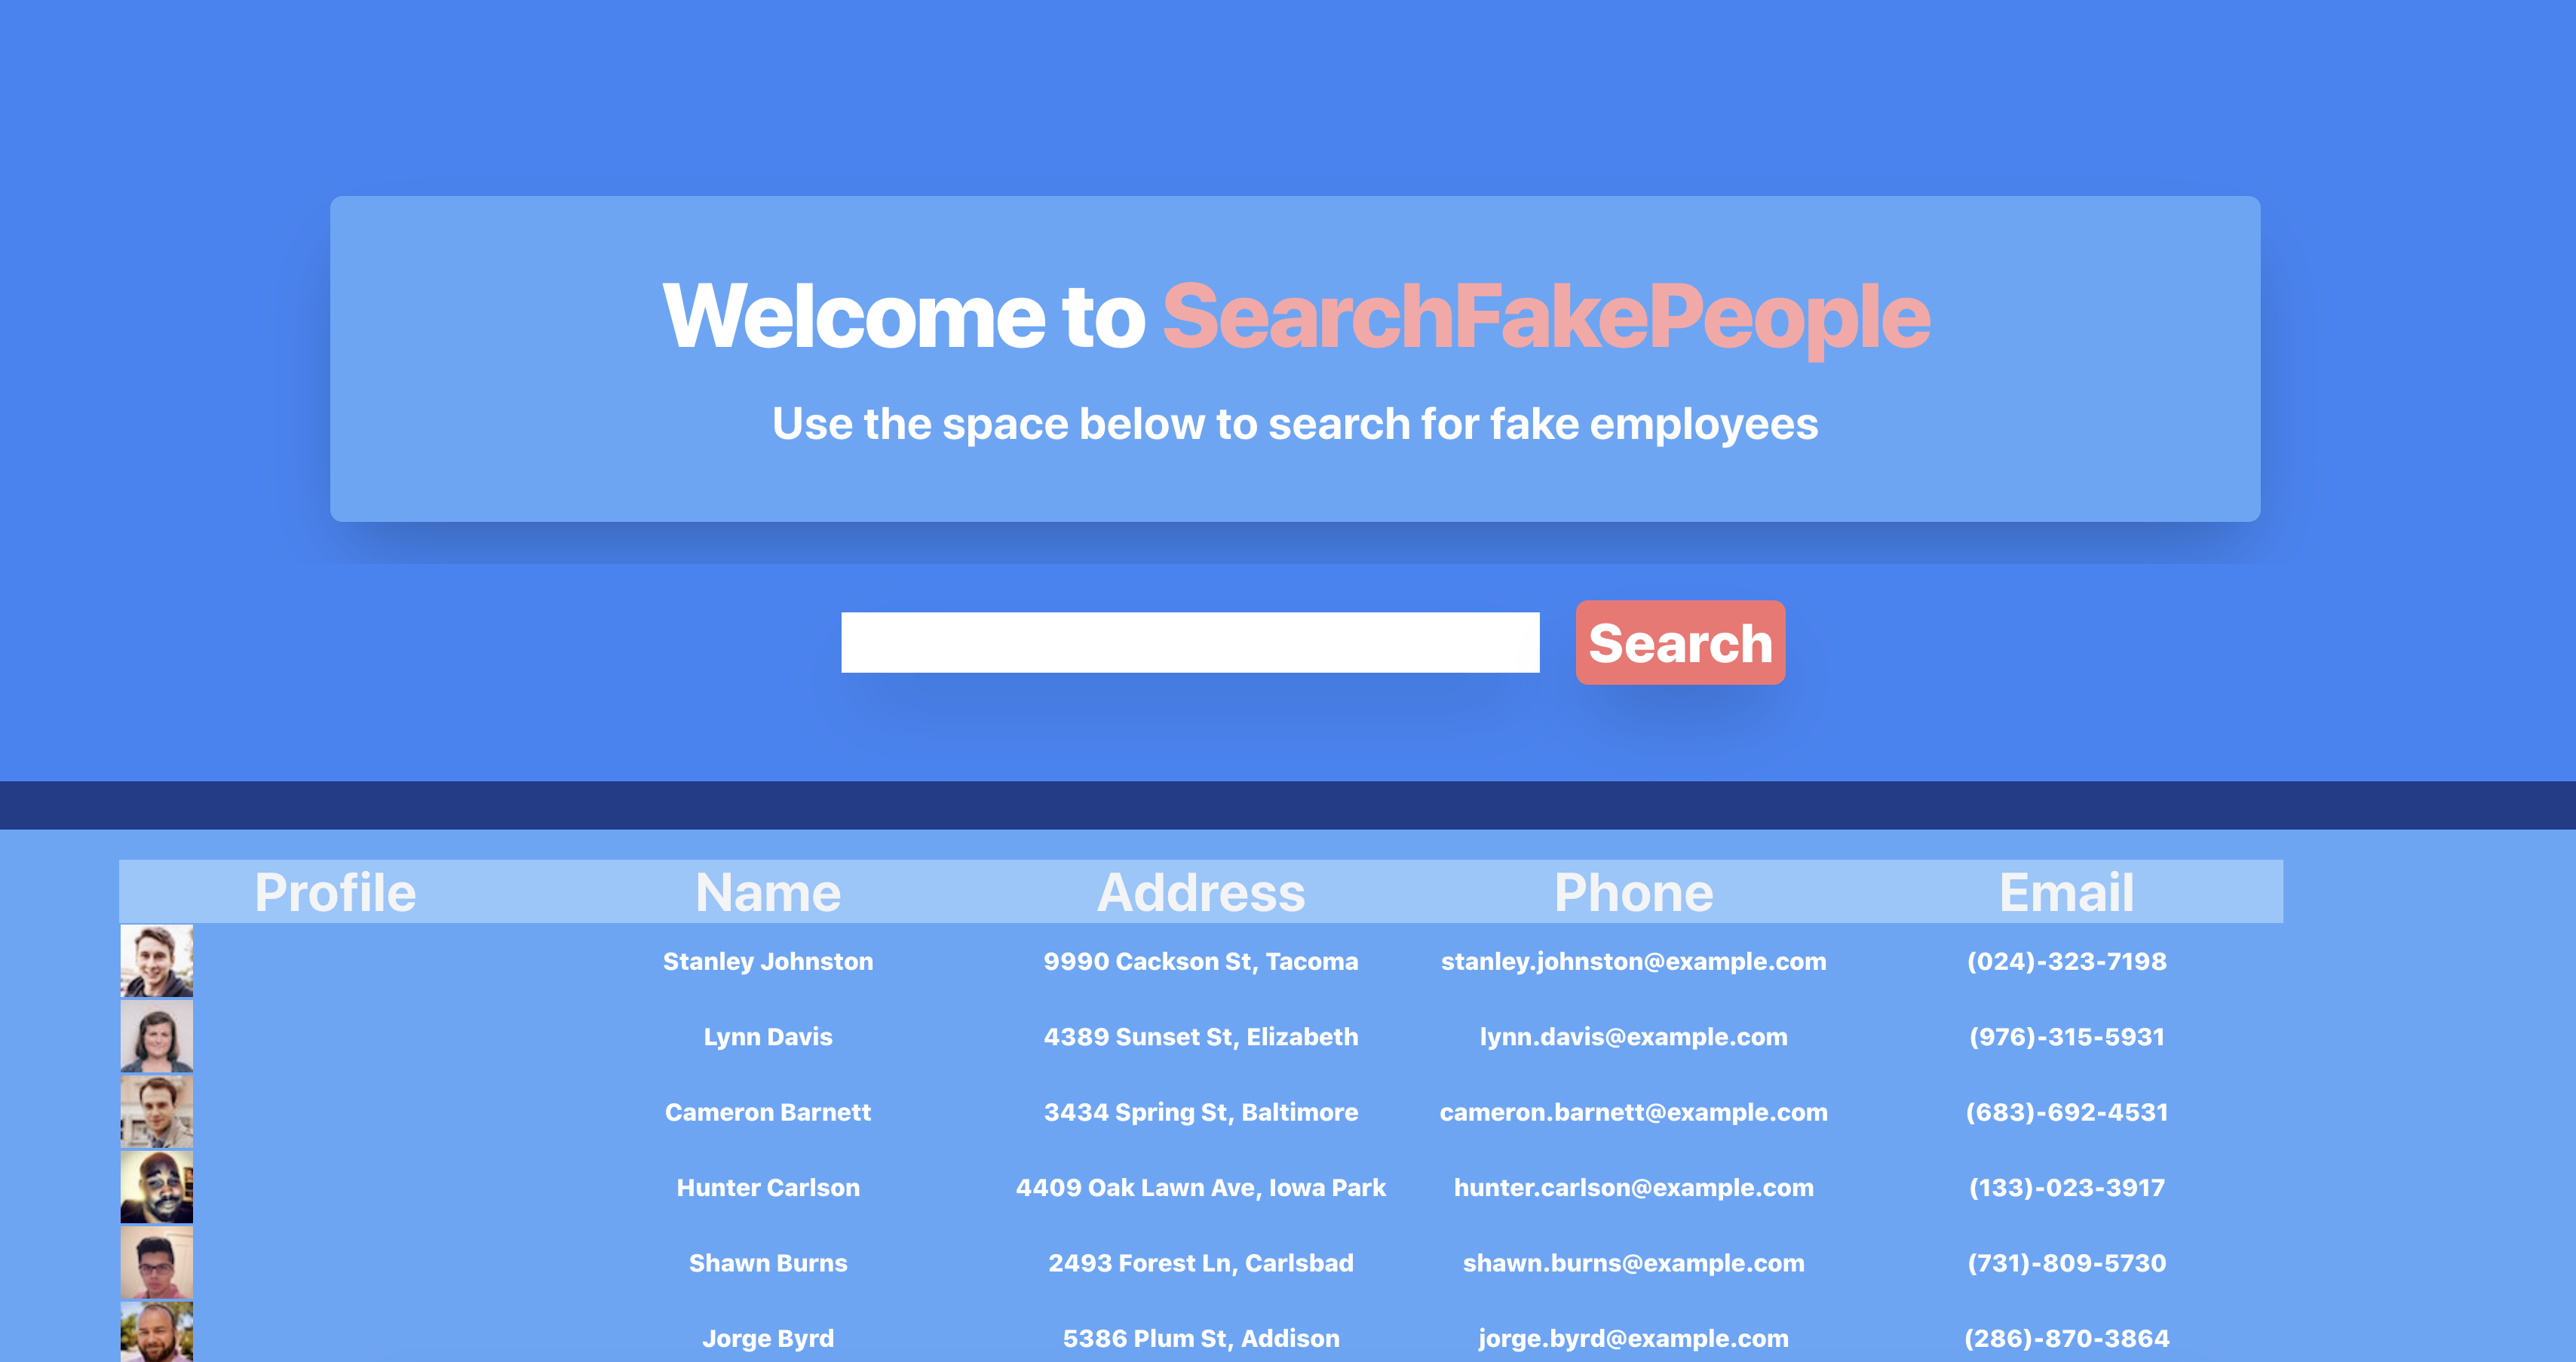 Welcome to SearchFakePeople
Use the space below to search for fake employees
Search
Profile Name Address Phone Email
Stanley Johnston 9990 Cackson St, Tacoma stanley.johnston@example.com (024)-323-7198
Lynn Davis 4389 Sunset St, Elizabeth lynn.davis@example.com (976)-315-5931
Cameron Barnett 3434 Spring St, Baltimore cameron.barnett@example.com (683)-692-4531
Hunter Carlson 4409 Oak Lawn Ave, Iowa Park hunter.carlson@example.com (133)-023-3917
Shawn Burns 2493 Forest Ln, Carlsbad shawn.burns@example.com (731)-809-5730
Jorge Byrd 5386 Plum St, Addison jorge.byrd@example.com (286)-870-3864